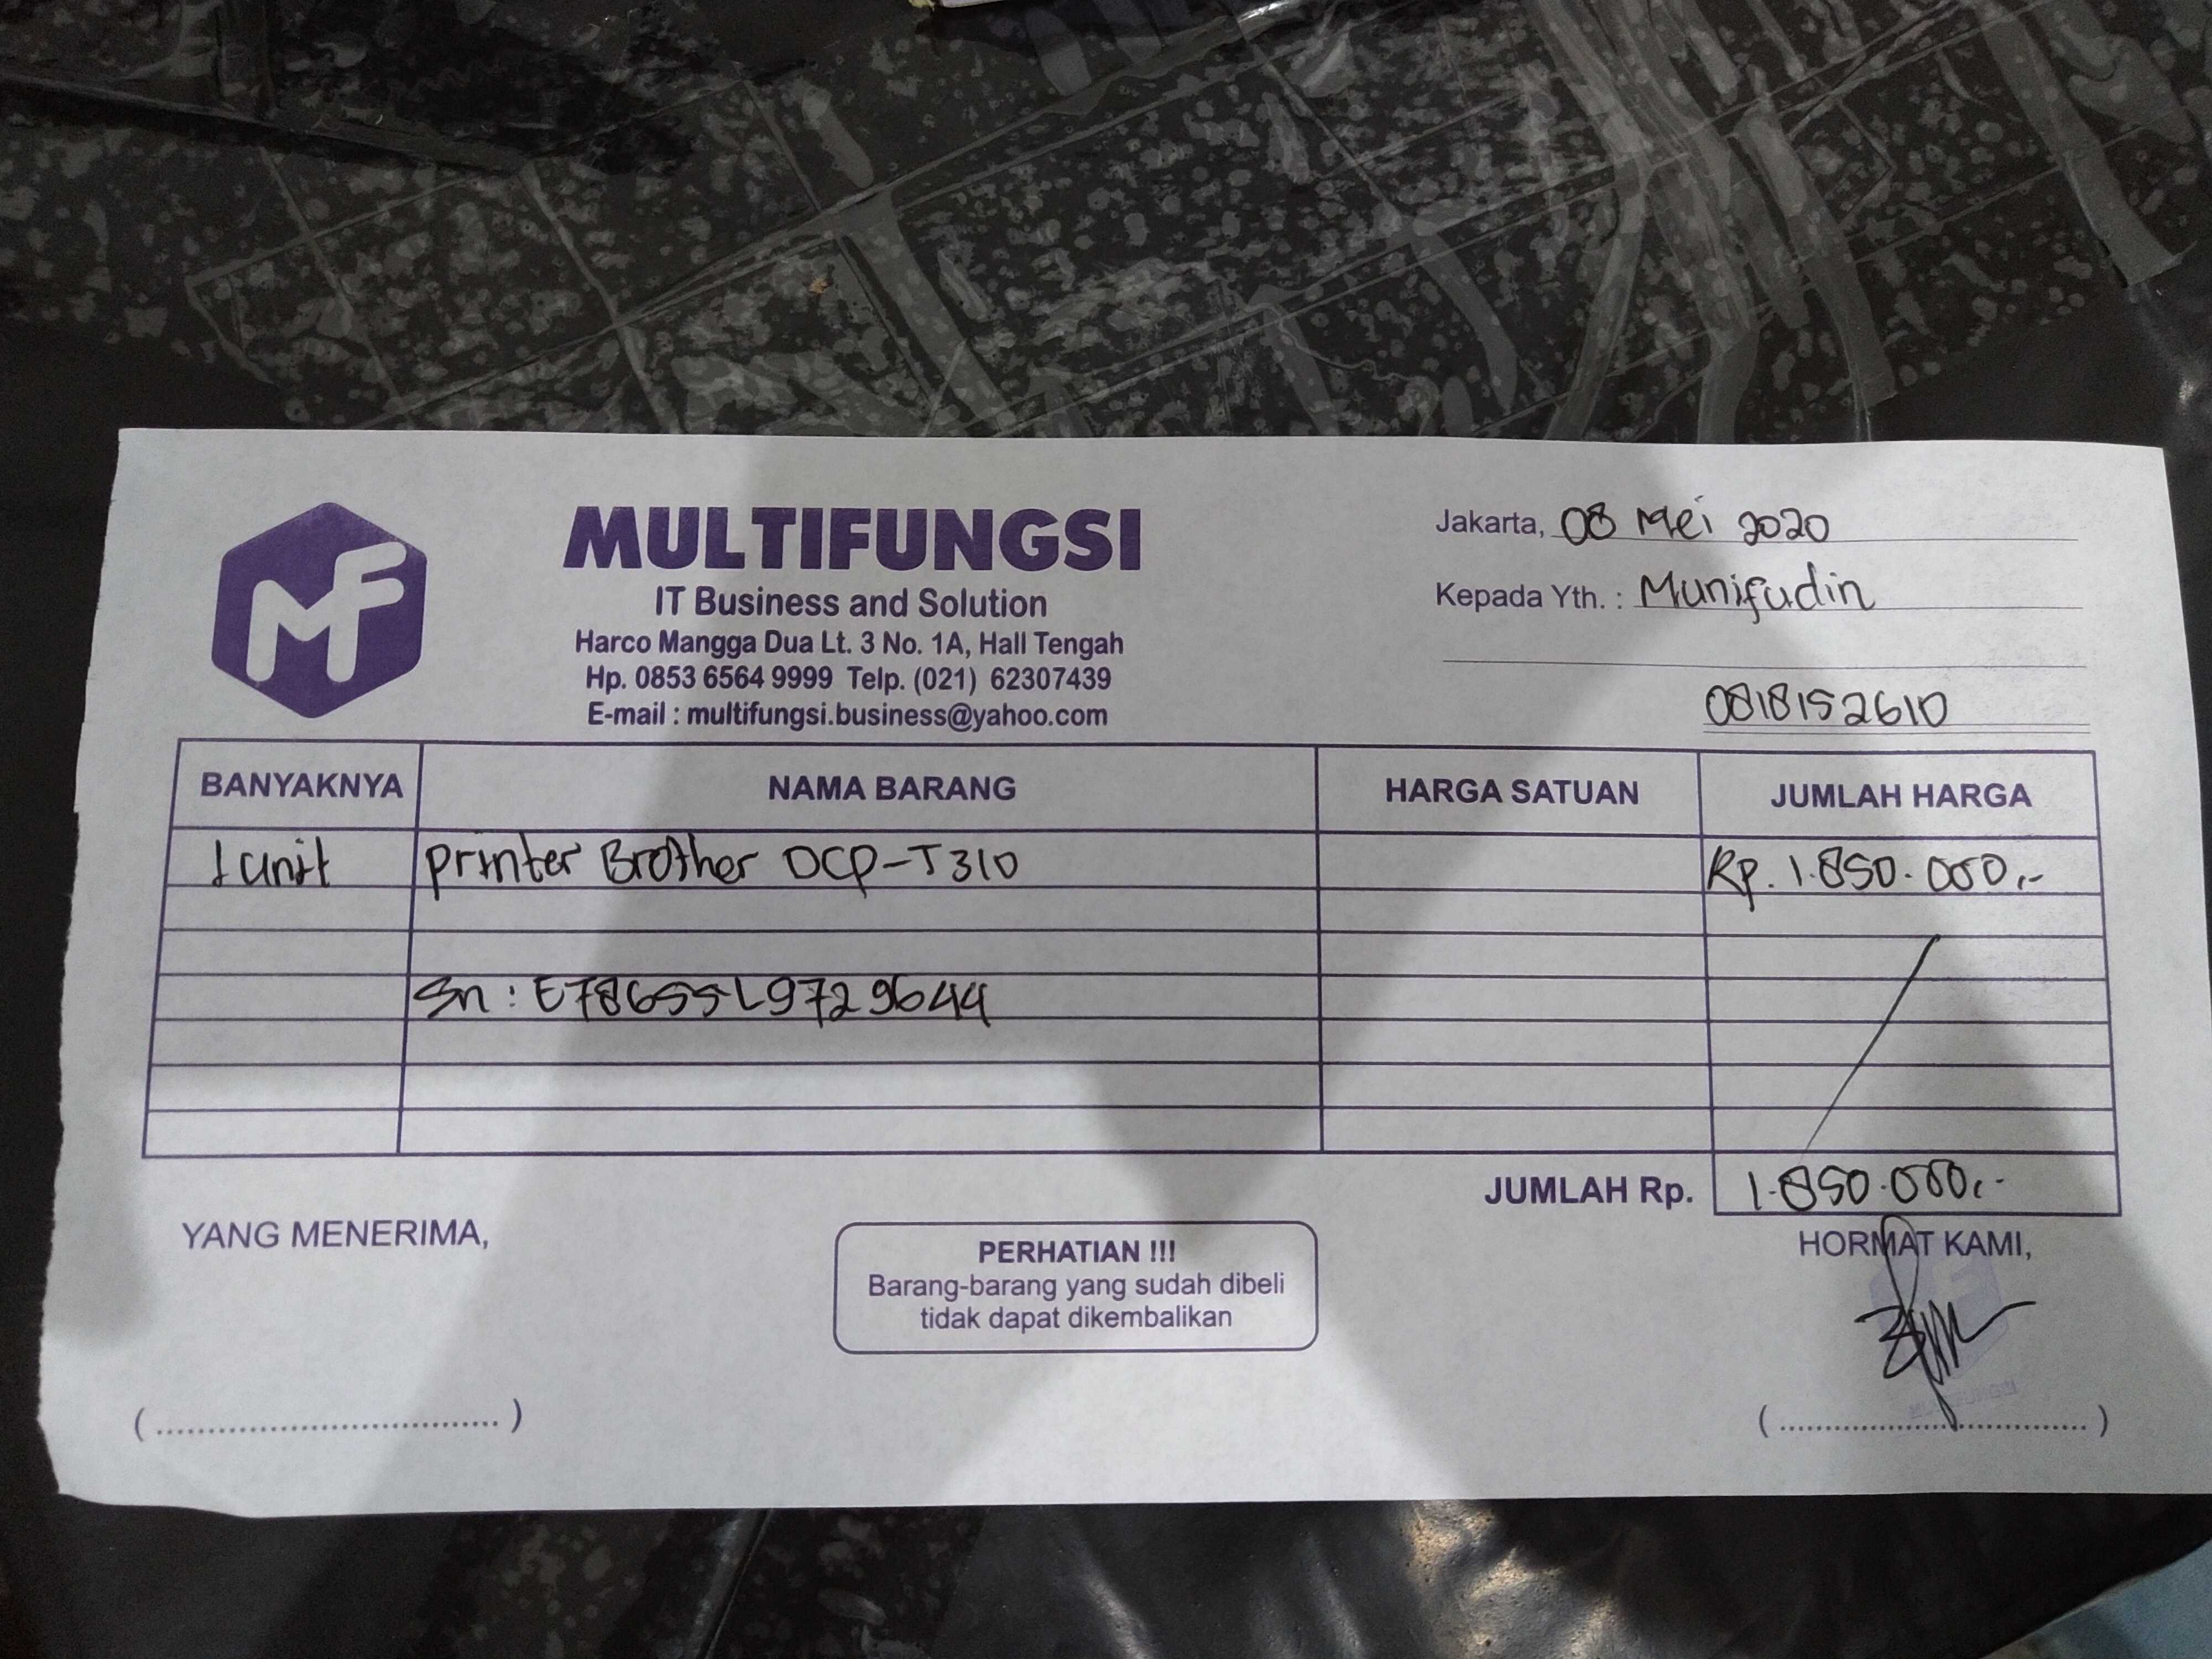 MF
MULTIFUNGSI
IT Business and Solution
Harco Mangga Dua Lt. 3 No. 1A, Hall Tengah
Hp. 0853 6564 9999 Telp. (021) 62307439
E-mail : multifungsi.business@yahoo.com
Jakarta, 08 Mei 2020
Kepada Yth. : Munifudin
0818152610
BANYAKNYA NAMA BARANG HARGA SATUAN JUMLAH HARGA
1 unit printer Brother DCP-T310 Rp. 1.850.000,-
Sn : E78655L9729644
JUMLAH Rp. 1.850.000,-
YANG MENERIMA,
PERHATIAN !!!
Barang-barang yang sudah dibeli
tidak dapat dikembalikan
HORMAT KAMI,
(..................................)
(..................................)